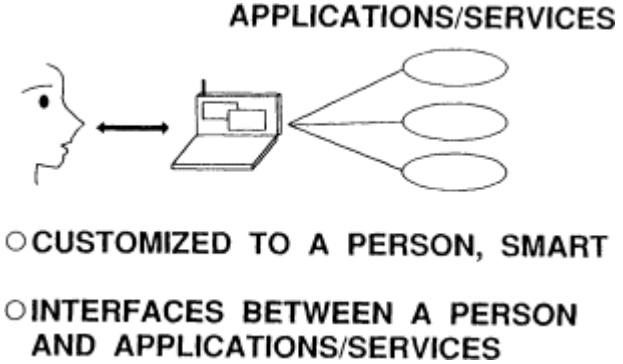 APPLICATIONS/SERVICES
○CUSTOMIZED TO A PERSON, SMART
○INTERFACES BETWEEN A PERSON
AND APPLICATIONS/SERVICES